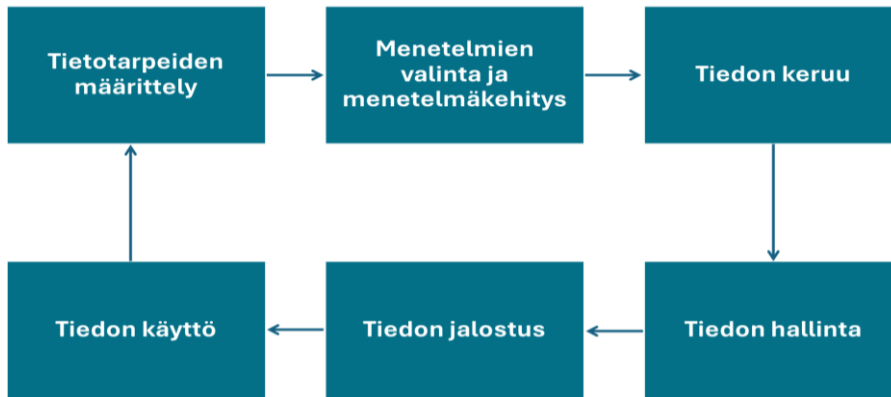 Tietotarpeiden
määrittely
Menetelmien
valinta ja
menetelmäkehitys
Tiedon keruu
Tiedon hallinta
Tiedon jalostus
Tiedon käyttö